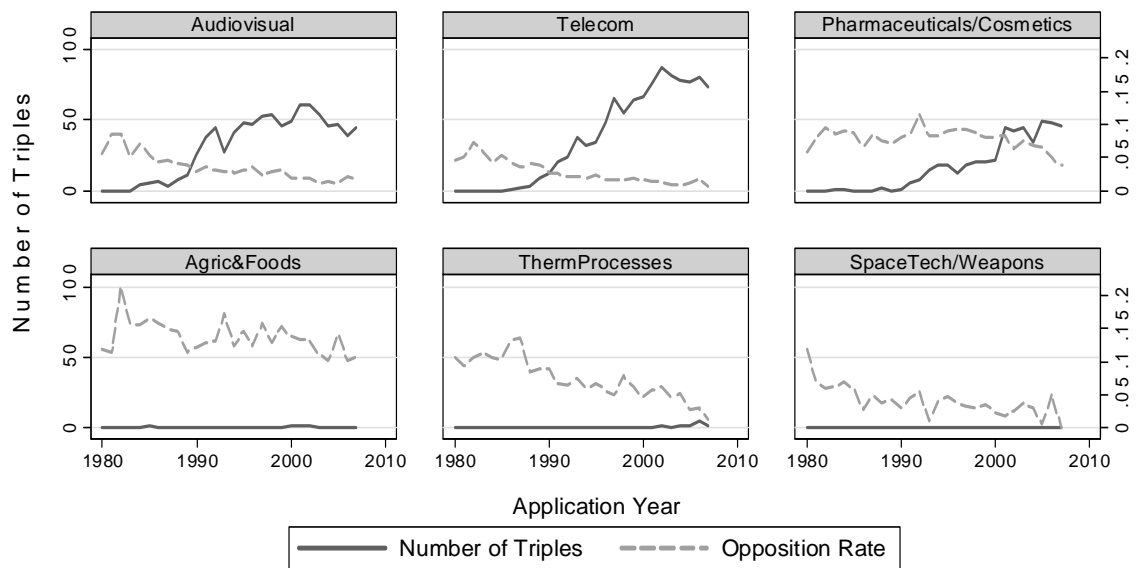 Audiovisual
Telecom
Pharmaceuticals/Cosmetics
Agric&Foods
ThermProcesses
SpaceTech/Weapons
Number of Triples
0 50 100
0 50 100
0 .05 .1 .15 .2
0 .05 .1 .15 .2
1980 1990 2000 2010
1980 1990 2000 2010
1980 1990 2000 2010
Application Year
Number of Triples
Opposition Rate